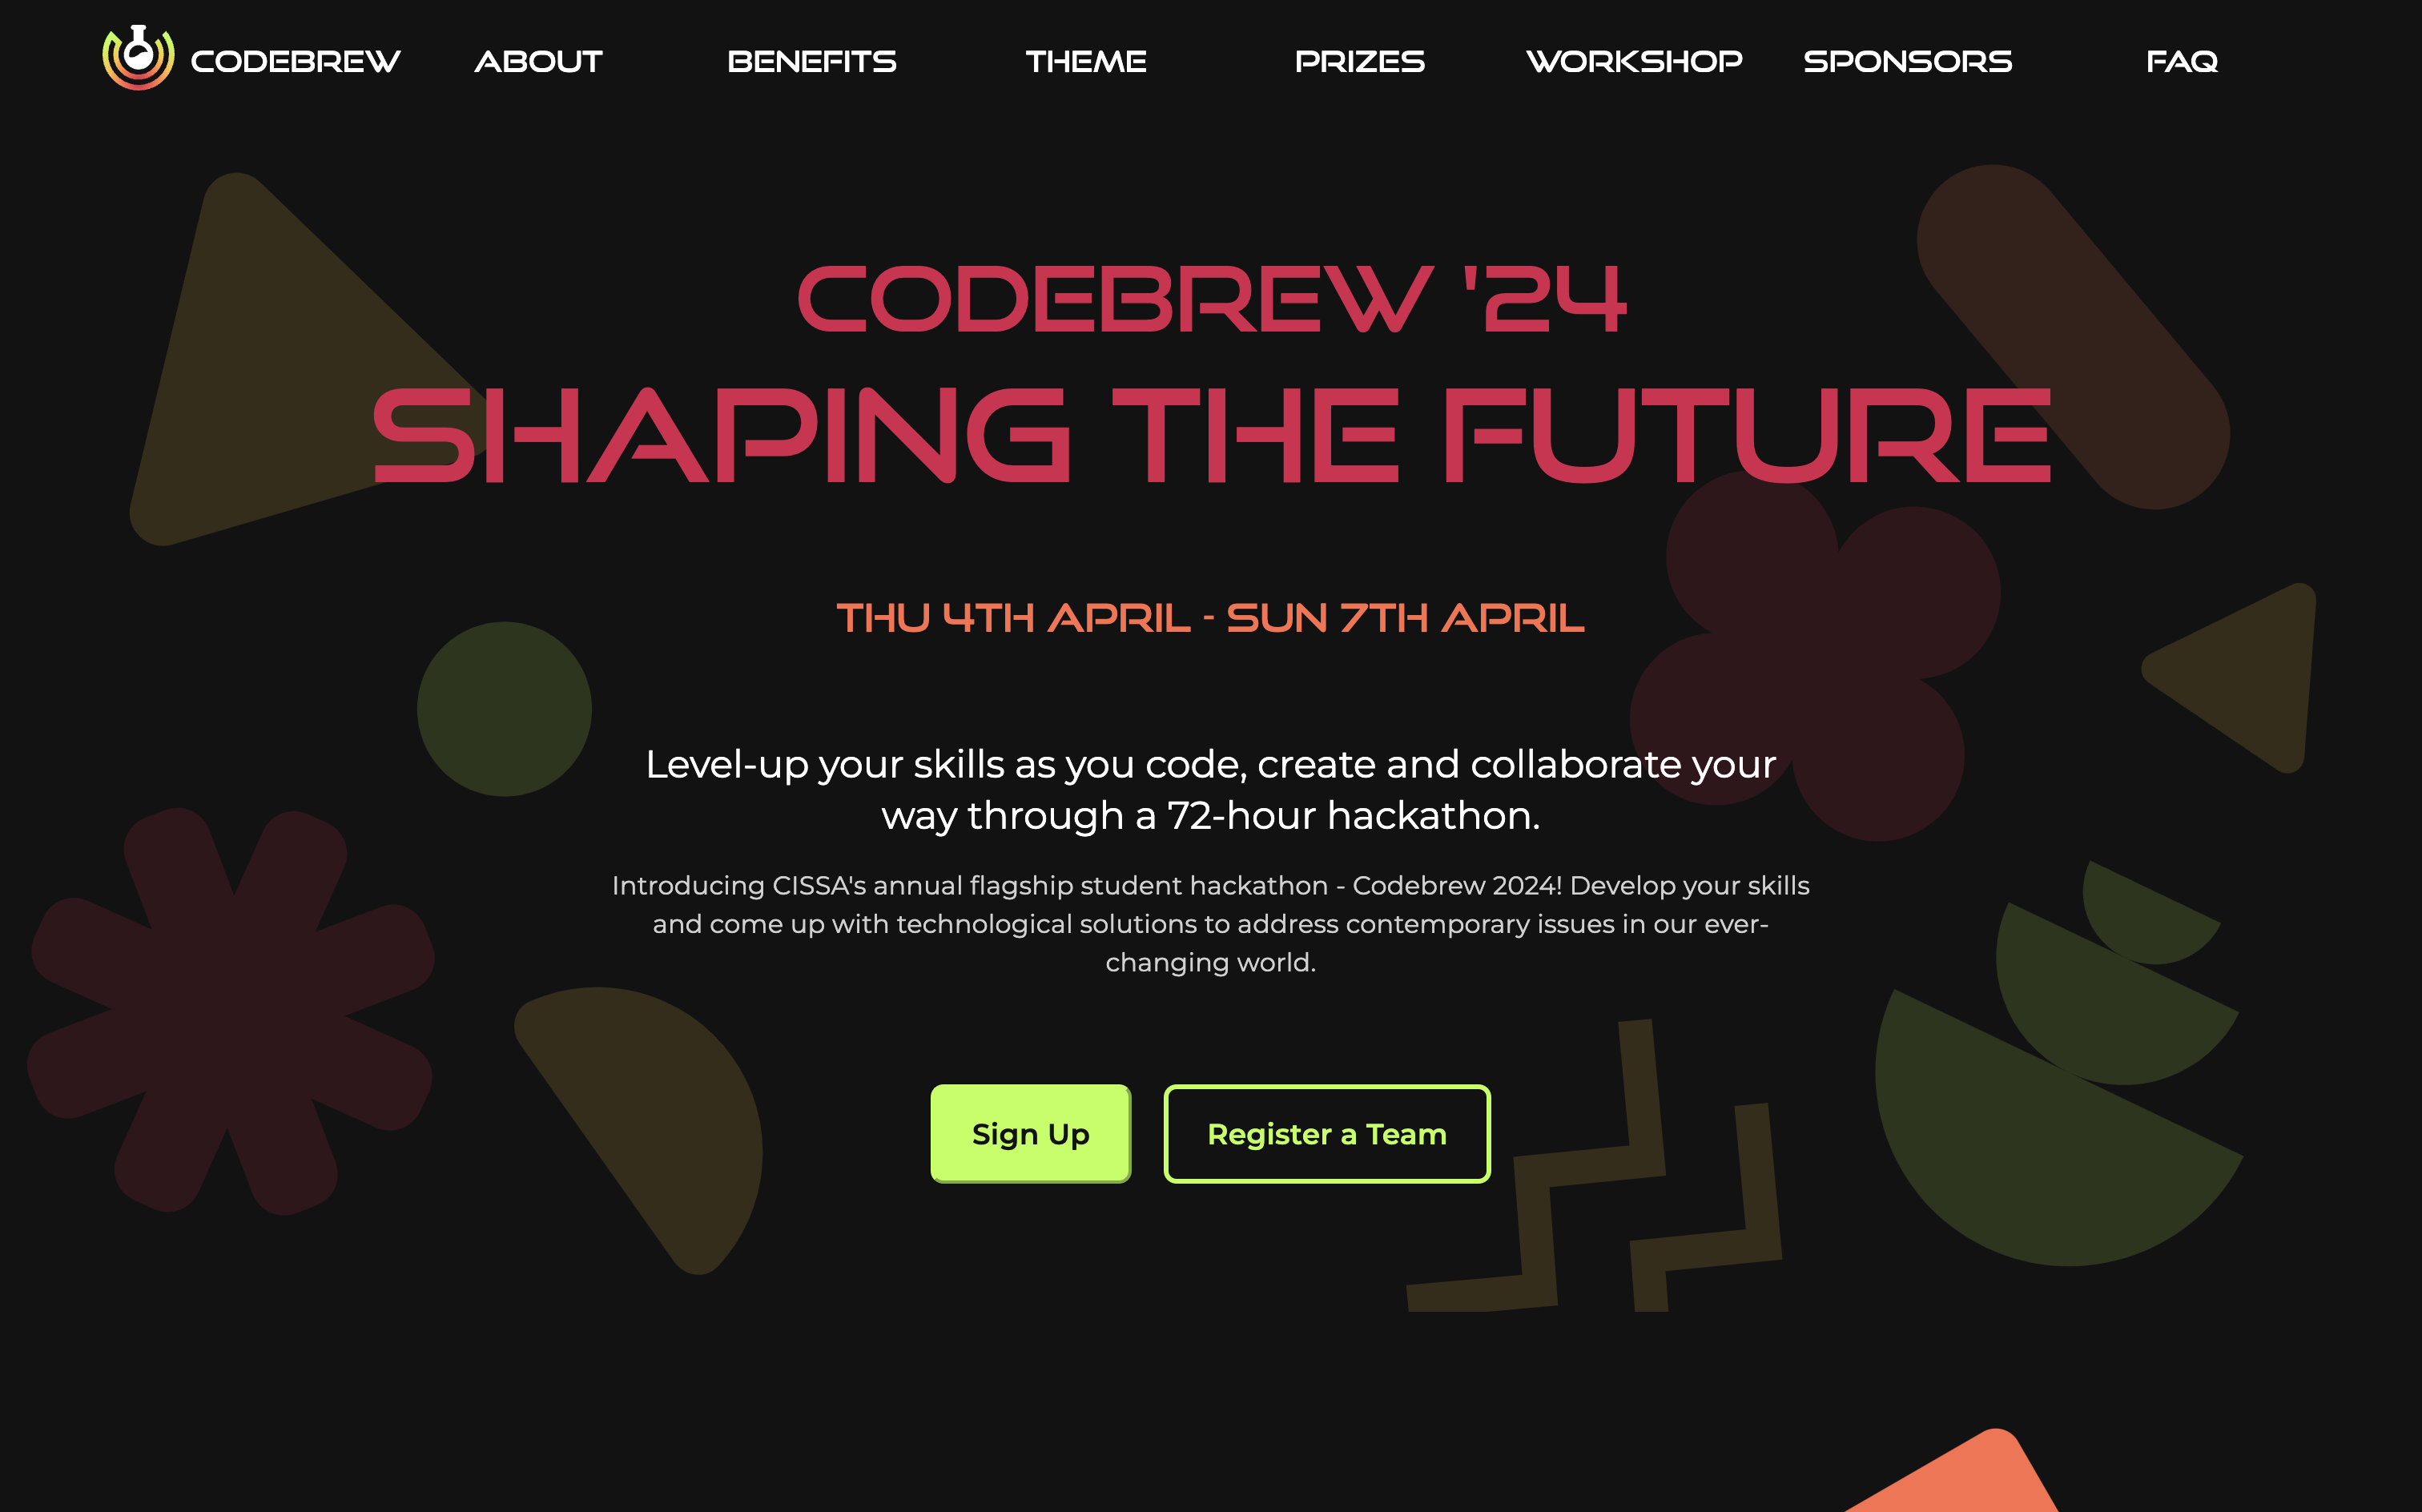 CODEBREW ABOUT BENEFITS THEME PRIZES WORKSHOP SPONSORS FAQ
CODEBREW '24
SHAPING THE FUTURE
THU 4TH APRIL - SUN 7TH APRIL
Level-up your skills as you code, create and collaborate your
way through a 72-hour hackathon.
Introducing CISSA's annual flagship student hackathon - Codebrew 2024! Develop your skills
and come up with technological solutions to address contemporary issues in our ever-
changing world.
Sign Up Register a Team